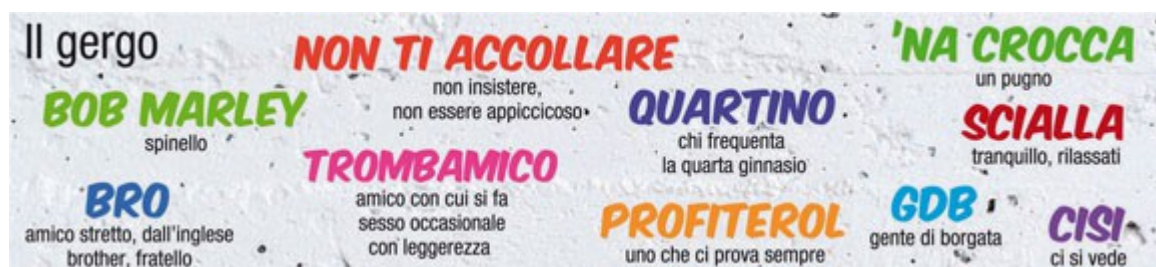 Il gergo
BOB MARLEY
spinello
BRO
amico stretto, dall'inglese
brother, fratello
NON TI ACCOLLARE
non insistere,
non essere appiccicoso
TROMBAMICO
amico con cui si fa
sesso occasionale
con leggerezza
QUARTINO
chi frequenta
la quarta ginnasio
PROFITEROL
uno che ci prova sempre
'NA CROCCA
un pugno
SCIALLA
tranquillo, rilassati
GDB
gente di borgata
CISI
ci si vede